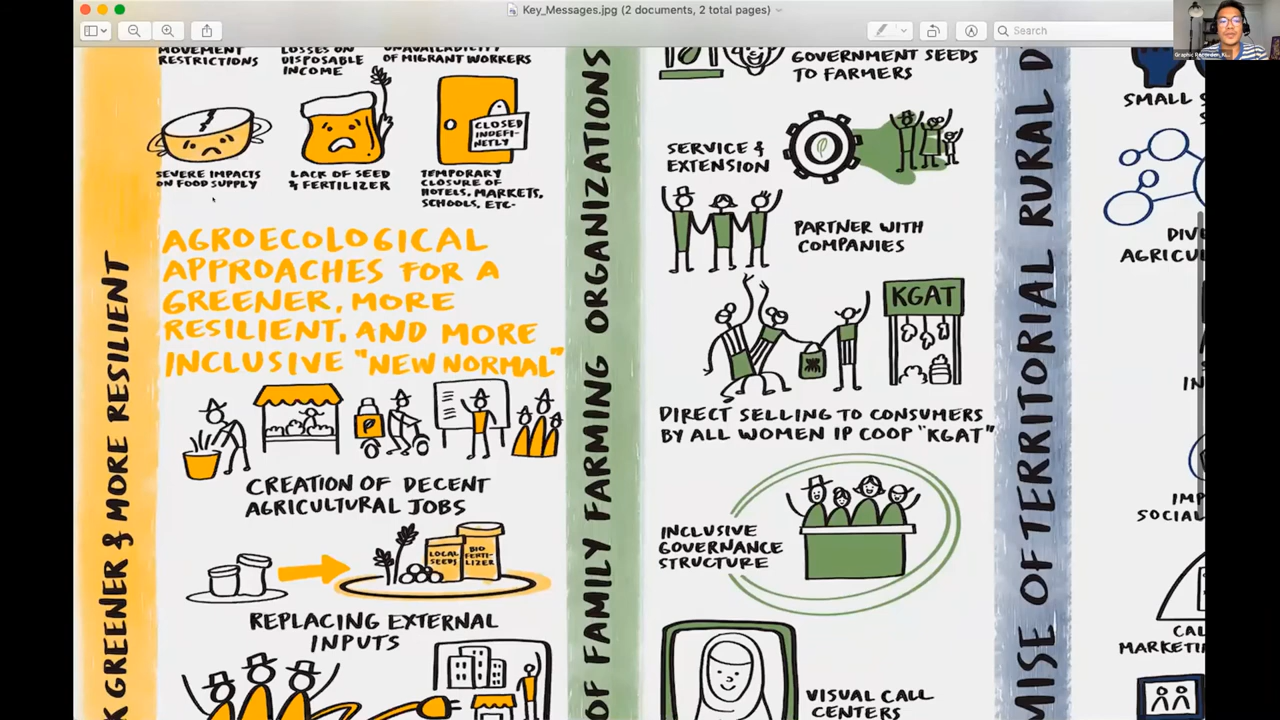 Key_Messages.jpg (2 documents, 2 total pages)
Search
MOVEMENT
RESTRICTIONS
LOSSES ON
DISPOSABLE
INCOME
UNAVAILABILITY
OF MIGRANT WORKERS
CLOSED
INDEFI-
NETLY
SEVERE IMPACTS
ON FOOD SUPPLY
LACK OF SEED
& FERTILIZER
TEMPORARY
CLOSURE OF
HOTELS, MARKETS,
SCHOOLS, ETC-
GREENER & MORE RESILIENT
AGROECOLOGICAL
APPROACHES FOR A
GREENER, MORE
RESILIENT, AND MORE
INCLUSIVE "NEW NORMAL"
CREATION OF DECENT
AGRICULTURAL JOBS
LOCAL
SEEDS
BIO
FERTI-
LIZER
REPLACING EXTERNAL
INPUTS
OF FAMILY FARMING ORGANIZATIONS
GOVERNMENT SEEDS
TO FARMERS
SERVICE &
EXTENSION
PARTNER WITH
COMPANIES
KGAT
DIRECT SELLING TO CONSUMERS
BY ALL WOMEN IP COOP "KGAT"
INCLUSIVE
GOVERNANCE
STRUCTURE
VISUAL CALL
CENTERS
OF TERRITORIAL RURAL
SMALL